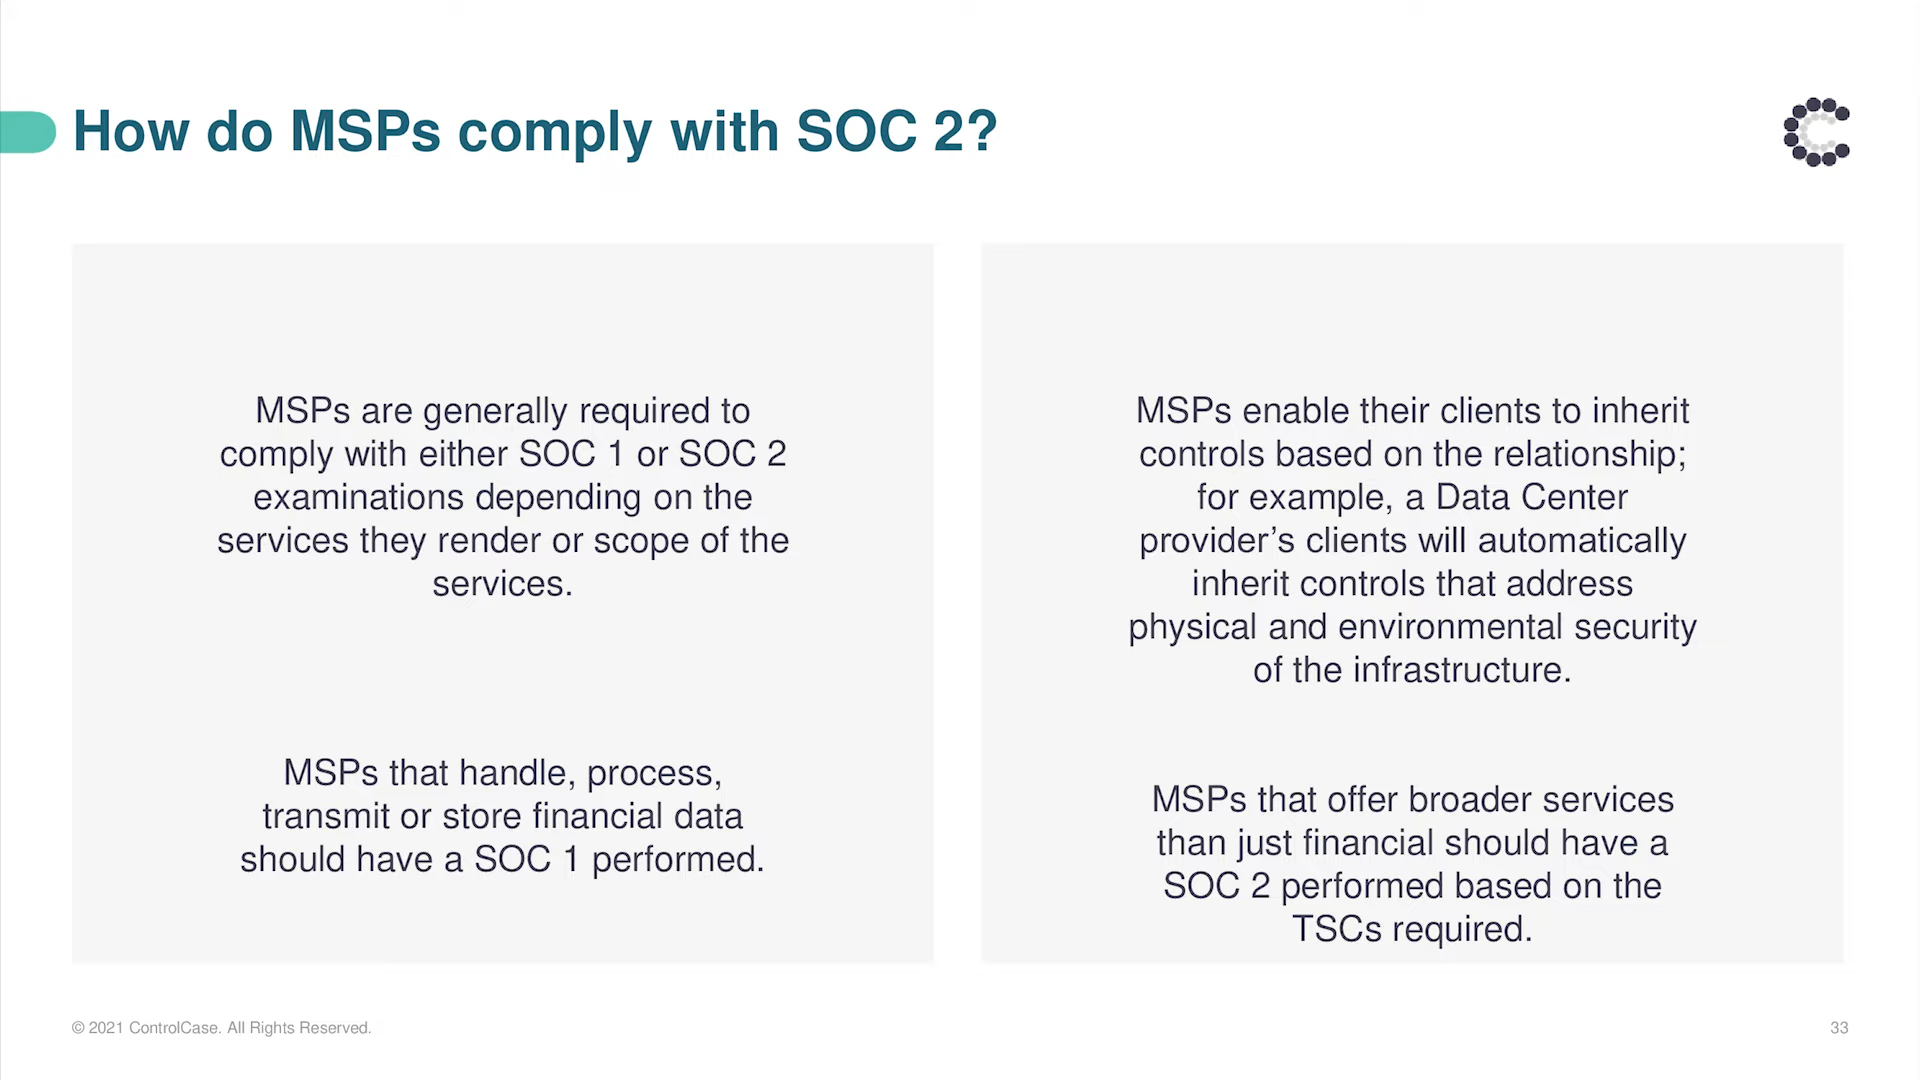 How do MSPs comply with SOC 2?
MSPs are generally required to
comply with either SOC 1 or SOC 2
examinations depending on the
services they render or scope of the
services.
MSPs that handle, process,
transmit or store financial data
should have a SOC 1 performed.
MSPs enable their clients to inherit
controls based on the relationship;
for example, a Data Center
provider’s clients will automatically
inherit controls that address
physical and environmental security
of the infrastructure.
MSPs that offer broader services
than just financial should have a
SOC 2 performed based on the
TSCs required.
© 2021 ControlCase. All Rights Reserved.
33